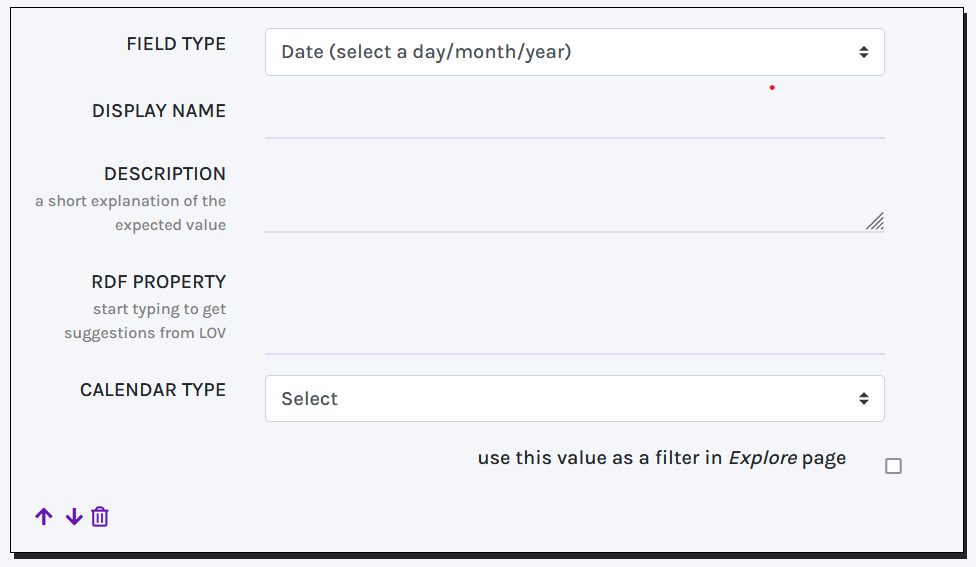 FIELD TYPE
Date (select a day/month/year)
DISPLAY NAME
DESCRIPTION
a short explanation of the
expected value
RDF PROPERTY
start typing to get
suggestions from LOV
CALENDAR TYPE
Select
use this value as a filter in Explore page